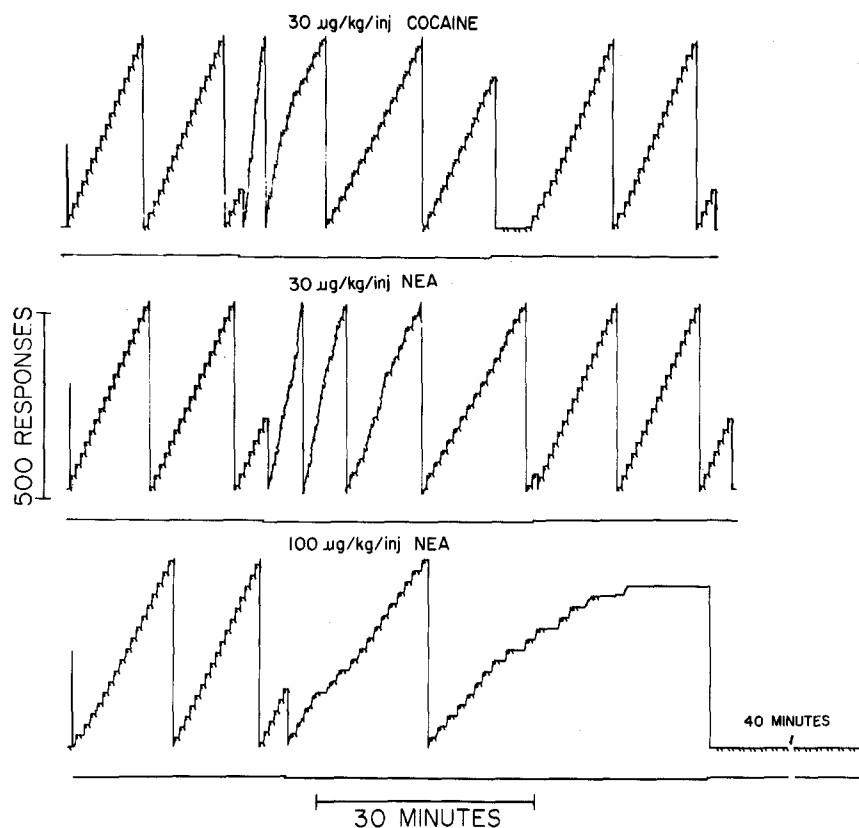 30 µg/kg/inj COCAINE
30 µg/kg/inj NEA
500 RESPONSES
100 µg/kg/inj NEA
40 MINUTES
30 MINUTES